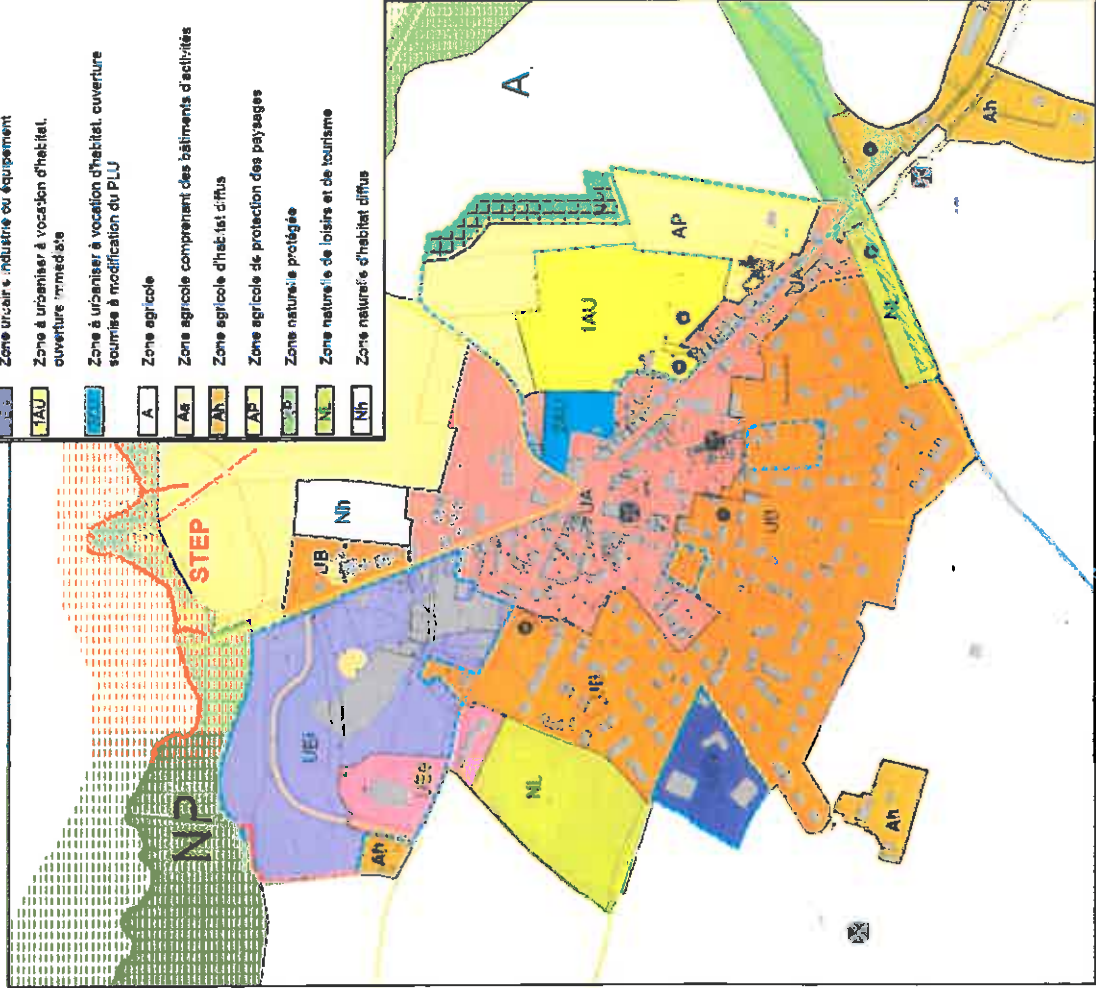 Zone urbaine industrie ou équipement
1AU
Zone à urbaniser à vocation d'habitat,
ouverture immédiate
Zone à urbaniser à vocation d'habitat, ouverture
soumise à modification du PLU
A
Zone agricole
Aa
Zone agricole comprenant des bâtiments d'activités
Ah
Zone agricole d'habitat diffus
AP
Zone agricole de protection des paysages
NP
Zone naturelle protégée
NL
Zone naturelle de loisirs et de tourisme
Nh
Zone naturelle d'habitat diffus
A
STEP
NP
Nh
UB
UEi
Ah
NL
UB
UA
1AU
AP
UA
NL
Ah
UB
Ah